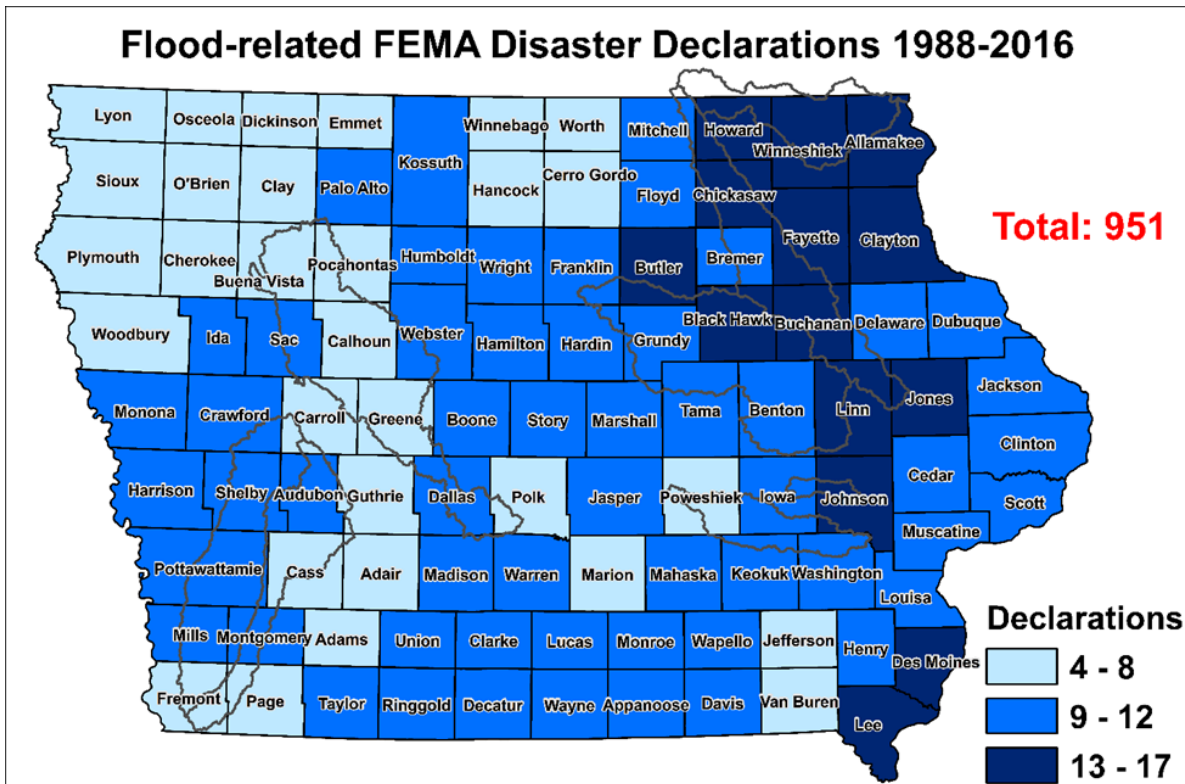 Flood-related FEMA Disaster Declarations 1988-2016
Lyon
Osceola
Dickinson
Emmet
Winnebago
Worth
Mitchell
Howard
Winneshiek
Allamakee
Kossuth
Sioux
O'Brien
Clay
Palo Alto
Hancock
Cerro Gordo
Floyd
Chickasaw
Total: 951
Fayette
Clayton
Plymouth
Cherokee
Buena Vista
Pocahontas
Humboldt
Wright
Franklin
Butler
Bremer
Woodbury
Ida
Sac
Calhoun
Webster
Hamilton
Hardin
Grundy
Black Hawk
Buchanan
Delaware
Dubuque
Monona
Crawford
Carroll
Greene
Boone
Story
Marshall
Tama
Benton
Linn
Jones
Jackson
Clinton
Harrison
Shelby
Audubon
Guthrie
Dallas
Polk
Jasper
Poweshiek
Iowa
Johnson
Cedar
Scott
Muscatine
Pottawattamie
Cass
Adair
Madison
Warren
Marion
Mahaska
Keokuk
Washington
Louisa
Mills
Montgomery
Adams
Union
Clarke
Lucas
Monroe
Wapello
Jefferson
Henry
Des Moines
Fremont
Page
Taylor
Ringgold
Decatur
Wayne
Appanoose
Davis
Van Buren
Lee
Declarations
4 - 8
9 - 12
13 - 17